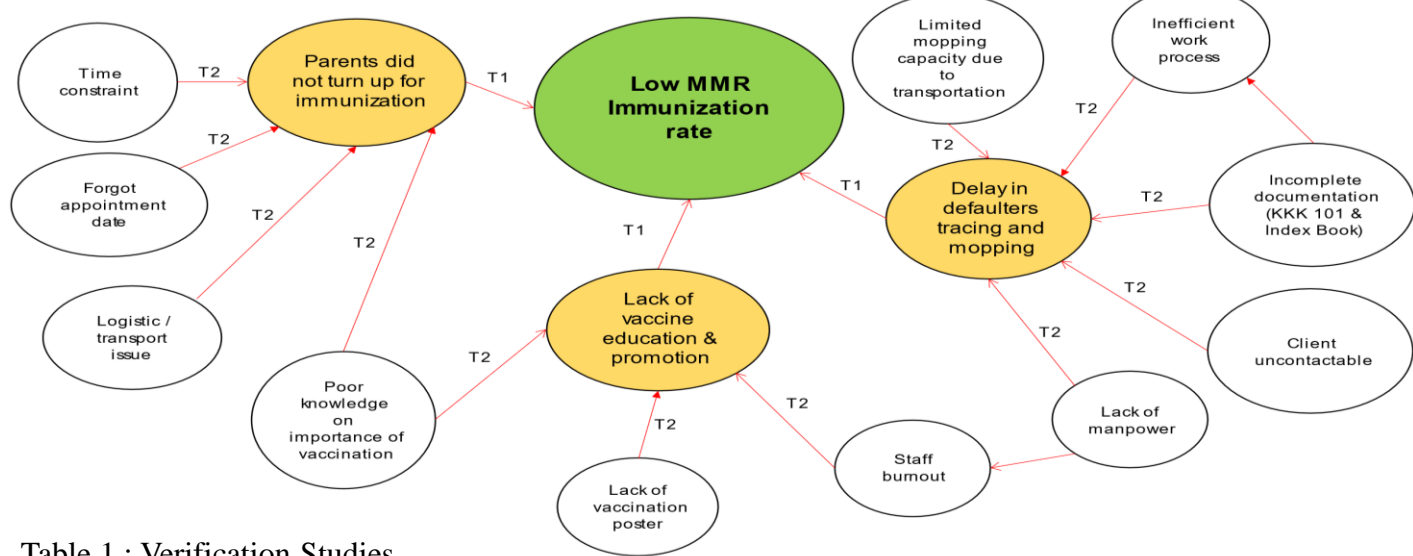 Time
constraint
T2
Parents did
not turn up for
immunization
T1
Low MMR
Immunization
rate
Limited
mopping
capacity due
to
transportation
T2
Inefficient
work
process
T2
Forgot
appointment
date
T2
T1
Delay in
defaulters
tracing and
mopping
T2
Incomplete
documentation
(KKK 101 &
Index Book)
Logistic /
transport
issue
T2
T2
T1
Lack of
vaccine
education &
promotion
T2
T2
Client
uncontactable
Poor
knowledge
on
importance of
vaccination
T2
T2
Lack of
vaccination
poster
T2
Staff
burnout
Lack of
manpower
Table 1 : Verification Studies